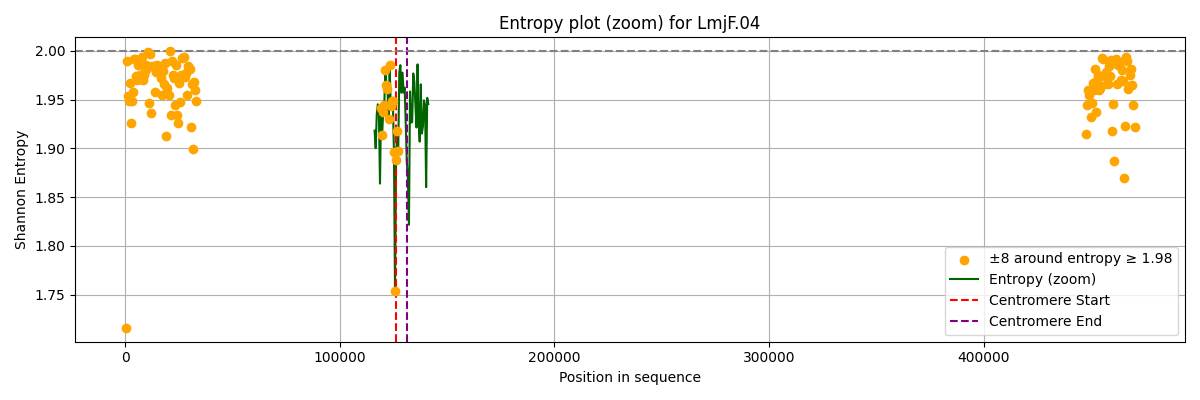 Entropy plot (zoom) for LmjF.04
Shannon Entropy
2.00
1.95
1.90
1.85
1.80
1.75
0
100000
200000
300000
400000
Position in sequence
±8 around entropy ≥ 1.98
Entropy (zoom)
Centromere Start
Centromere End